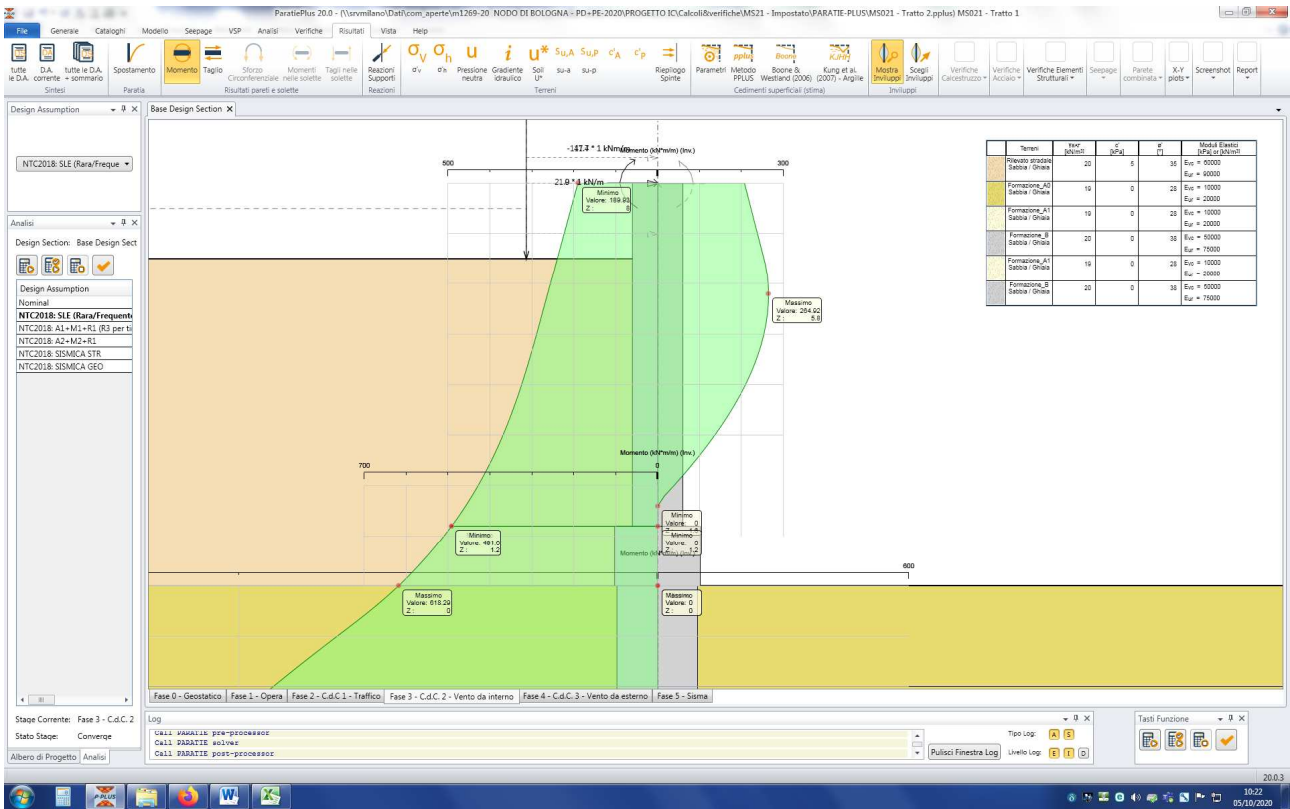 ParatiePlus 20.0 - (\\srvmilano\Dati\com_aperte\m1269-20 NODO DI BOLOGNA - PD+PE-2020\PROGETTO IC\Calcoli&verifiche\MS21 - Impostato\PARATIE-PLUS\MS021 - Tratto 2.pplus) MS021 - Tratto 1
File Generale Cataloghi Modello Seepage VSP Analisi Verifiche Risultati Vista Help
tutte le D.A.
D.A. corrente
tutte le D.A. + sommario
Sintesi
Spostamento
Paratia
Momento
Taglio
Sforzo Circonferenziale
Momenti nelle solette
Tagli nelle solette
Risultati pareti e solette
Reazioni Supporti
Reazioni
σV σh u i u* Su,A Su,P c'A c'P
σ'v σ'h Pressione neutra Gradiente idraulico Soil U* su-a su-p
Riepilogo Spinte
Terreni
Parametri
pplus
Metodo PPLUS
Boone
Boone & Westland (2006)
KJHH
Kung et al. (2007) - Argille
Cedimenti superficiali (stima)
Mostra Inviluppi
Scegli Inviluppi
Inviluppi
Verifiche Calcestruzzo
Verifiche Acciaio
Verifiche Elementi Strutturali
Seepage
Parete combinata
X-Y plots
Screenshot
Report
Design Assumption
NTC2018: SLE (Rara/Freque
Analisi
Design Section: Base Design Sect
Design Assumption
Nominal
NTC2018: SLE (Rara/Frequent
NTC2018: A1+M1+R1 (R3 per ti
NTC2018: A2+M2+R1
NTC2018: SISMICA STR
NTC2018: SISMICA GEO
Stage Corrente: Fase 3 - C.d.C. 2
Stato Stage: Converge
Albero di Progetto Analisi
Base Design Section X
* 1 kNm/m
Momento (kN*m/m) (Inv.)
500 300
* 1 kN/m
Minimo
Valore: 189.93
Z : 8
Massimo
Valore: 264.92
Z : 5.8
Momento (kN*m/m) (Inv.)
700 0
Minimo
Valore: 0
Minimo
Valore: 0
Z : 1.2
Minimo
Z : 1.2
Momento (kN*m/m) (Inv.)
600
Massimo
Valore: 618.29
Z : 0
Massimo
Valore: 0
Z : 0
Terreni [kN/m³] c' [kPa] ø' [°] Moduli Elastici [kPa] or [kN/m³]
Rilevato stradale Sabbia / Ghiaia 20 5 35 Evc = 60000 Eur = 90000
Formazione_A0 Sabbia / Ghiaia 19 0 28 Evc = 10000 Eur = 20000
Formazione_A1 Sabbia / Ghiaia 19 0 28 Evc = 10000 Eur = 20000
Formazione_B Sabbia / Ghiaia 20 0 38 Evc = 50000 Eur = 75000
Formazione_A1 Sabbia / Ghiaia 19 0 28 Evc = 10000 Eur = 20000
Formazione_B Sabbia / Ghiaia 20 0 38 Evc = 50000 Eur = 75000
Fase 0 - Geostatico Fase 1 - Opera Fase 2 - C.d.C 1 - Traffico Fase 3 - C.d.C. 2 - Vento da interno Fase 4 - C.d.C. 3 - Vento da esterno Fase 5 - Sisma
Log
Call PARATIE pre-processor
Call PARATIE solver
Call PARATIE post-processor
Pulisci Finestra Log
Tipo Log: A S
Livello Log: E I D
Tasti Funzione
20.0.3
P PLUS
10:22
05/10/2020